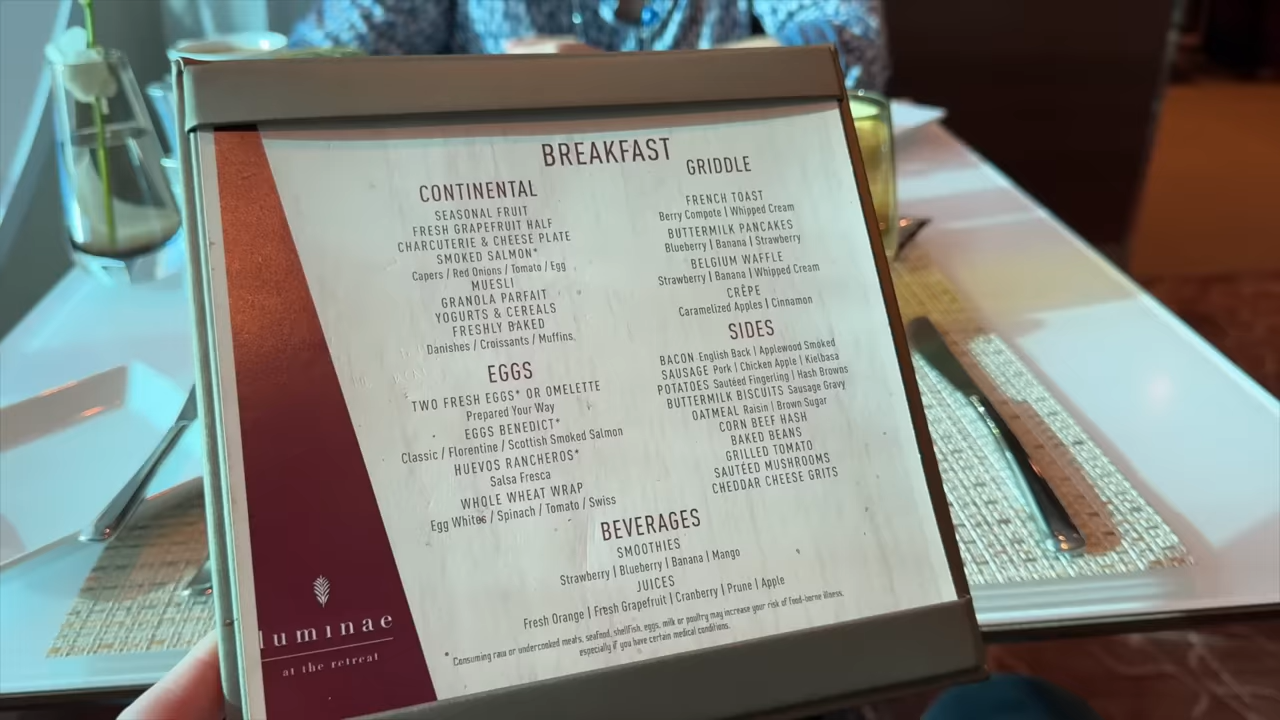 BREAKFAST
CONTINENTAL
SEASONAL FRUIT
FRESH GRAPEFRUIT HALF
CHARCUTERIE & CHEESE PLATE
SMOKED SALMON*
Capers / Red Onions / Tomato / Egg
MUESLI
GRANOLA PARFAIT
YOGURTS & CEREALS
FRESHLY BAKED
Danishes / Croissants / Muffins
EGGS
TWO FRESH EGGS* OR OMELETTE
Prepared Your Way
EGGS BENEDICT*
Classic / Florentine / Scottish Smoked Salmon
HUEVOS RANCHEROS*
Salsa Fresca
WHOLE WHEAT WRAP
Egg Whites / Spinach / Tomato / Swiss
GRIDDLE
FRENCH TOAST
Berry Compote | Whipped Cream
BUTTERMILK PANCAKES
Blueberry | Banana | Strawberry
BELGIUM WAFFLE
Strawberry | Banana | Whipped Cream
CRÊPE
Caramelized Apples | Cinnamon
SIDES
BACON English Back | Applewood Smoked
SAUSAGE Pork | Chicken Apple | Kielbasa
POTATOES Sautéed Fingerling | Hash Browns
BUTTERMILK BISCUITS Sausage Gravy
OATMEAL Raisin | Brown Sugar
CORN BEEF HASH
BAKED BEANS
GRILLED TOMATO
SAUTÉED MUSHROOMS
CHEDDAR CHEESE GRITS
BEVERAGES
SMOOTHIES
Strawberry | Blueberry | Banana | Mango
JUICES
Fresh Orange | Fresh Grapefruit | Cranberry | Prune | Apple
* Consuming raw or undercooked meats, seafood, shellfish, eggs, milk or poultry may increase your risk of food-borne illness,
especially if you have certain medical conditions.
luminae
at the retreat